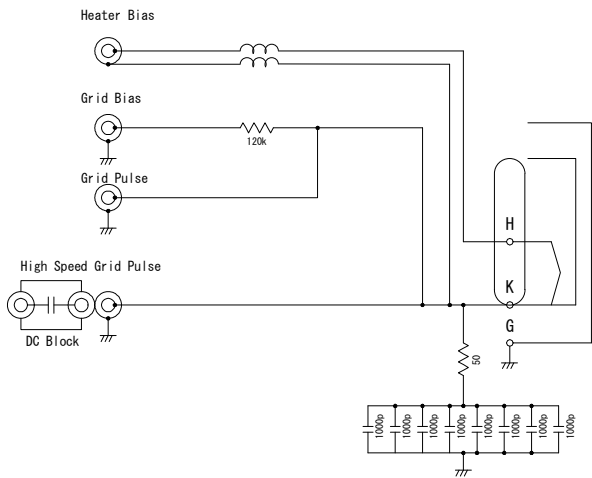 Heater Bias
Grid Bias
120k
Grid Pulse
H
High Speed Grid Pulse
K
DC Block
G
50
1000p
1000p
1000p
1000p
1000p
1000p
1000p
1000p